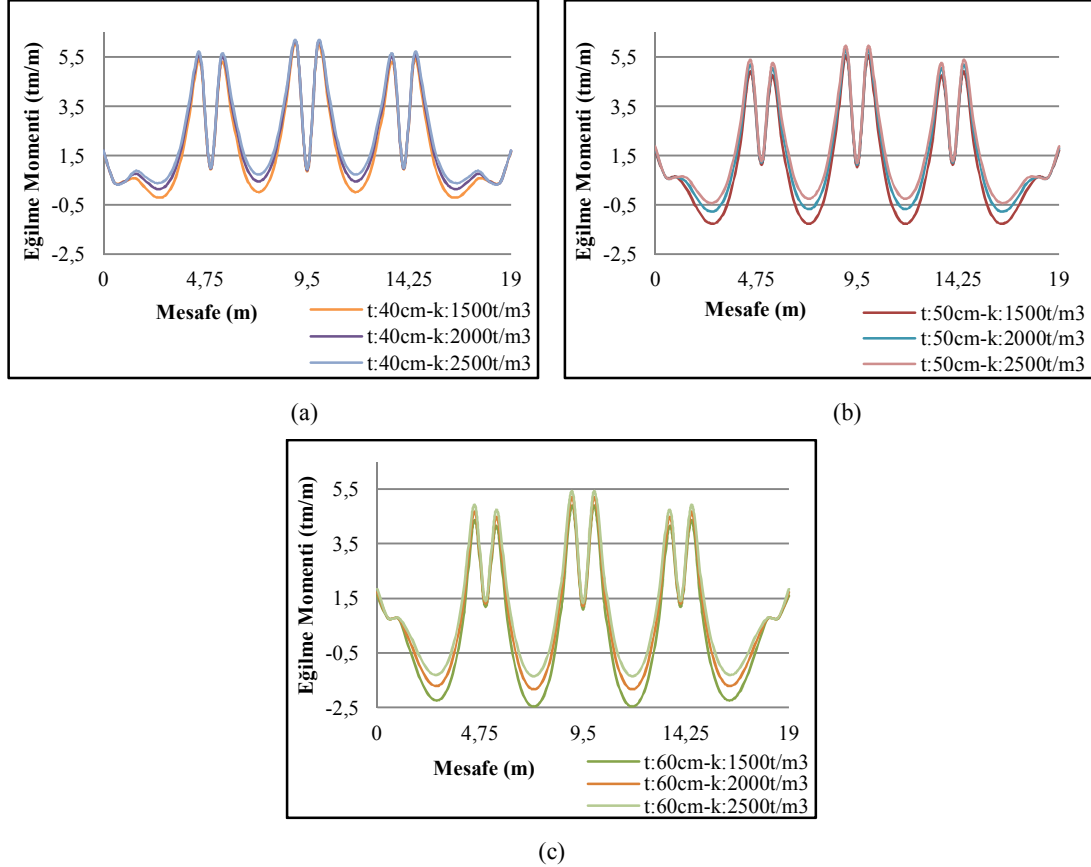 Eğilme Momenti (tm/m)
5,5
3,5
1,5
-0,5
-2,5
0
4,75
9,5
14,25
19
Mesafe (m)
t:40cm-k:1500t/m3
t:40cm-k:2000t/m3
t:40cm-k:2500t/m3
(a)
Eğilme Momenti (tm/m)
5,5
3,5
1,5
-0,5
-2,5
0
4,75
9,5
14,25
19
Mesafe (m)
t:50cm-k:1500t/m3
t:50cm-k:2000t/m3
t:50cm-k:2500t/m3
(b)
Eğilme Momenti (tm/m)
5,5
3,5
1,5
-0,5
-2,5
0
4,75
9,5
14,25
19
Mesafe (m)
t:60cm-k:1500t/m3
t:60cm-k:2000t/m3
t:60cm-k:2500t/m3
(c)